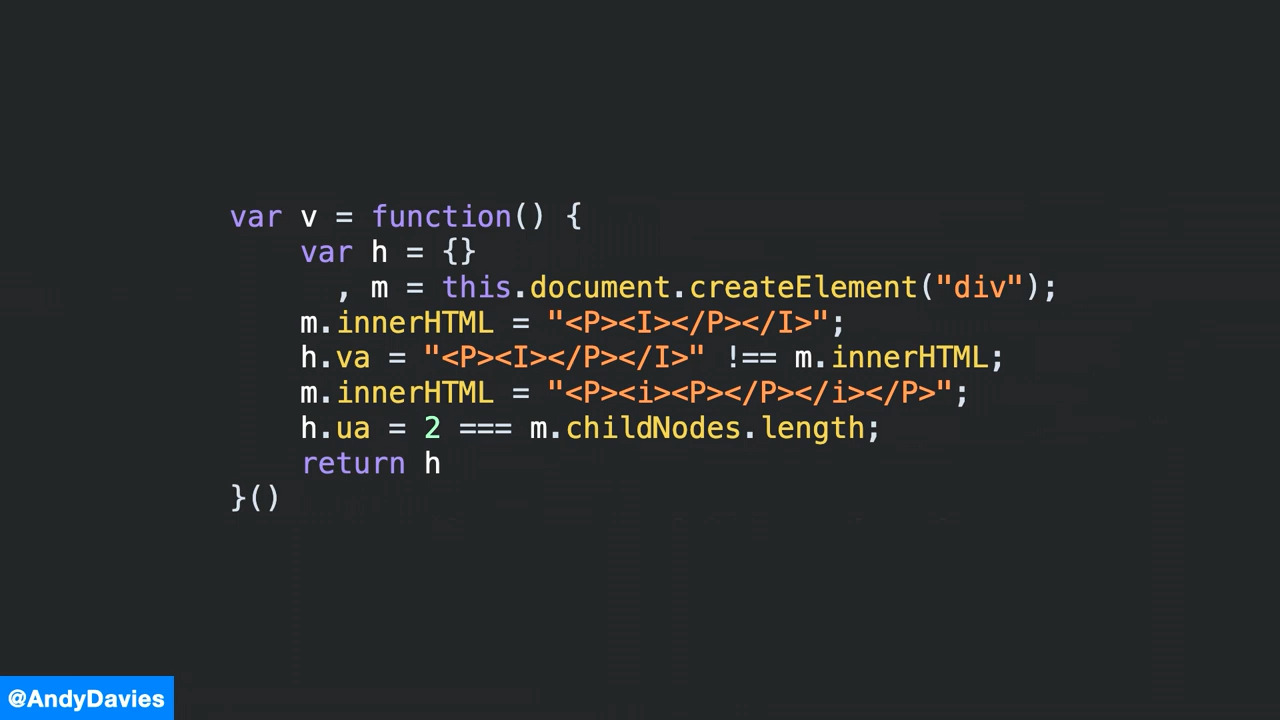 var v = function() {
    var h = {}
      , m = this.document.createElement("div");
    m.innerHTML = "<P><I></P></I>";
    h.va = "<P><I></P></I>" !== m.innerHTML;
    m.innerHTML = "<P><i><P></P></i></P>";
    h.ua = 2 === m.childNodes.length;
    return h
}()
@AndyDavies